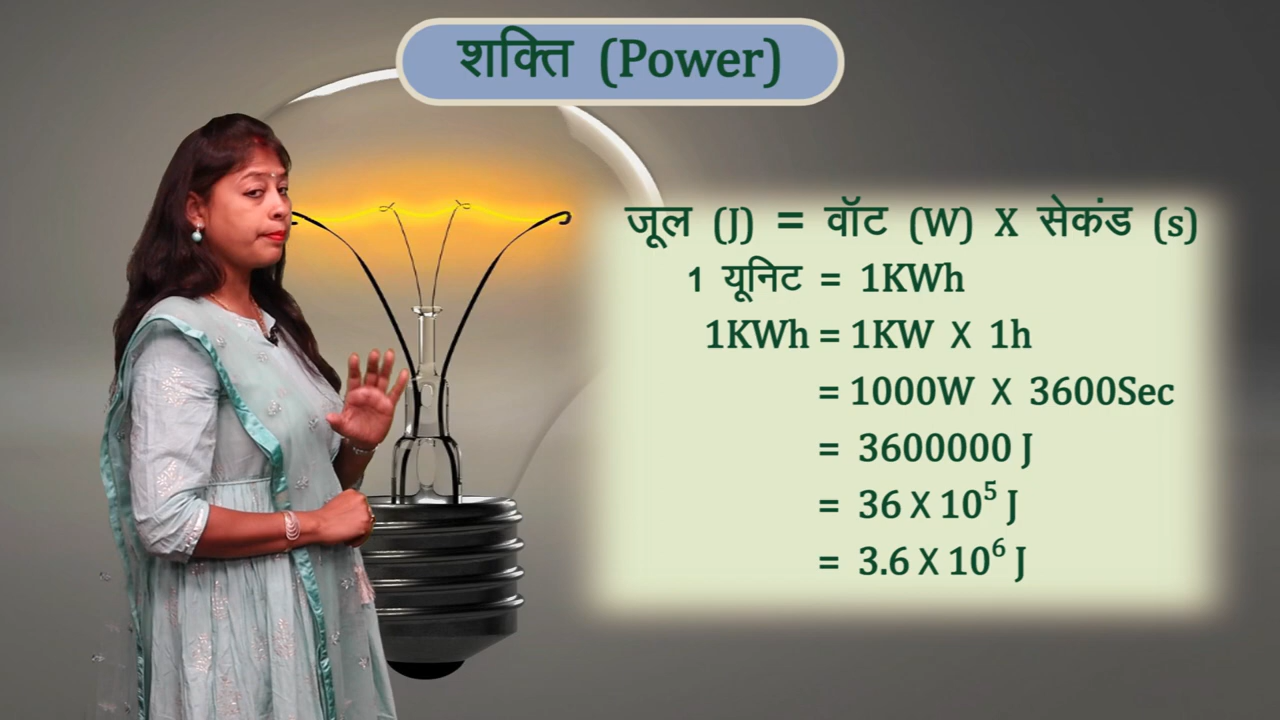 शक्ति (Power)
जूल (J) = वॉट (W) X सेकंड (s)
1 यूनिट = 1KWh
1KWh = 1KW X 1h
= 1000W X 3600Sec
= 3600000 J
= 36 X 10⁵ J
= 3.6 X 10⁶ J